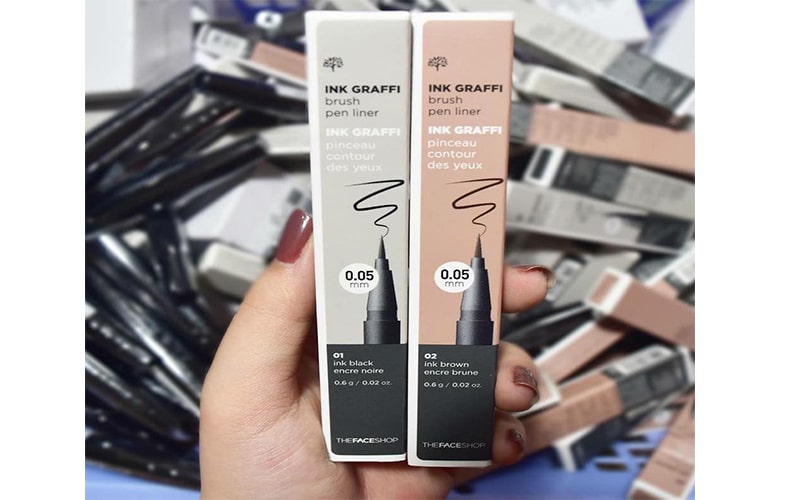 INK GRAFFI
brush
pen liner
INK GRAFFI
pinceau
contour
des yeux
0.05
mm
01
ink black
encre noire
0.6 g / 0.02 oz.
THEFACESHOP
INK GRAFFI
brush
pen liner
INK GRAFFI
pinceau
contour
des yeux
0.05
mm
02
ink brown
encre brune
0.6 g / 0.02 oz.
THEFACESHOP